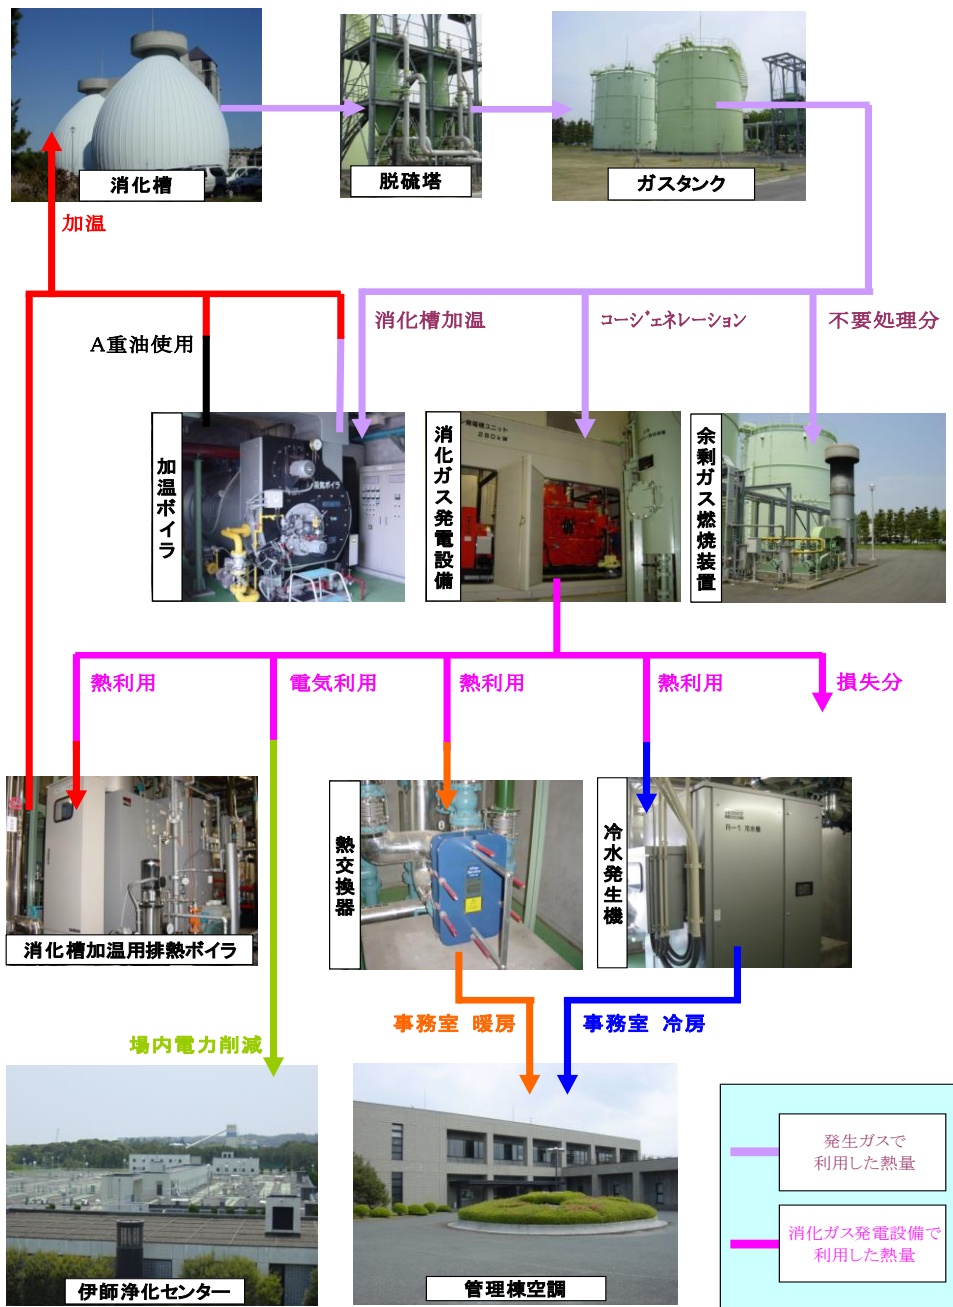 消化槽
脱硫塔
ガスタンク
加温
消化槽加温
コージェネレーション
不要処理分
A重油使用
加温ボイラ
消化ガス発電設備
280kW
余剰ガス燃焼装置
熱利用
電気利用
熱利用
熱利用
損失分
消化槽加温用排熱ボイラ
熱交換器
冷水発生機
R-1 冷水機
場内電力削減
事務室 暖房
事務室 冷房
伊師浄化センター
管理棟空調
発生ガスで
利用した熱量
消化ガス発電設備で
利用した熱量